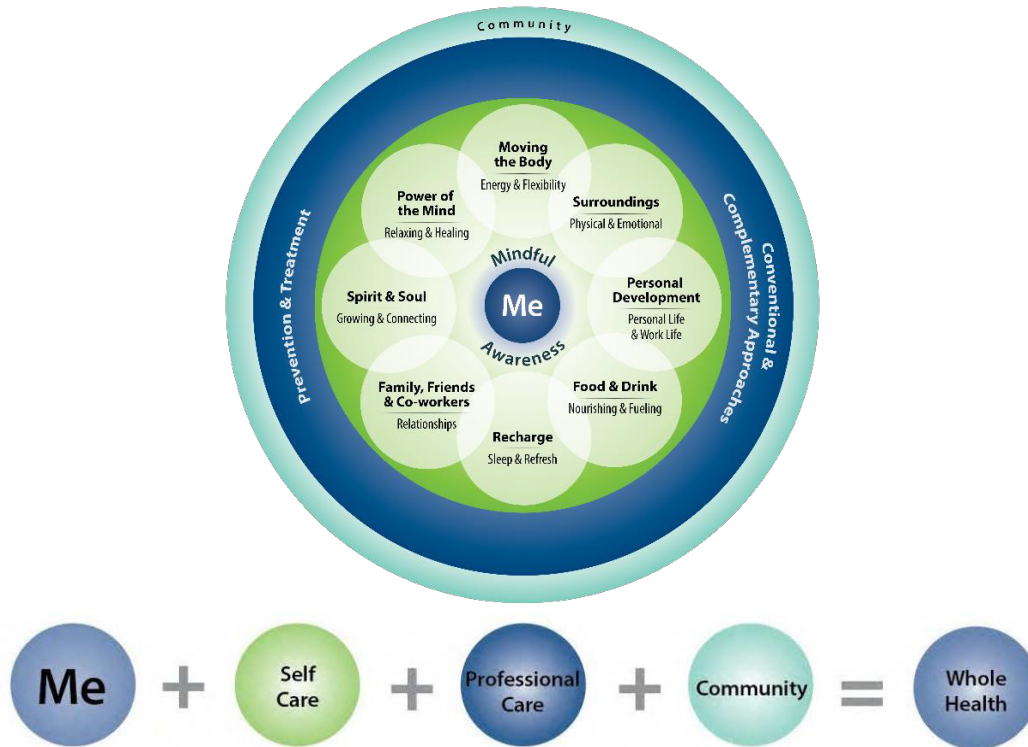 Community
Prevention & Treatment
Conventional &
Complementary Approaches
Moving
the Body
Energy & Flexibility
Surroundings
Physical & Emotional
Personal
Development
Personal Life
& Work Life
Food & Drink
Nourishing & Fueling
Recharge
Sleep & Refresh
Family, Friends
& Co-workers
Relationships
Spirit & Soul
Growing & Connecting
Power of
the Mind
Relaxing & Healing
Mindful
Me
Awareness
Me
+
Self
Care
+
Professional
Care
+
Community
=
Whole
Health